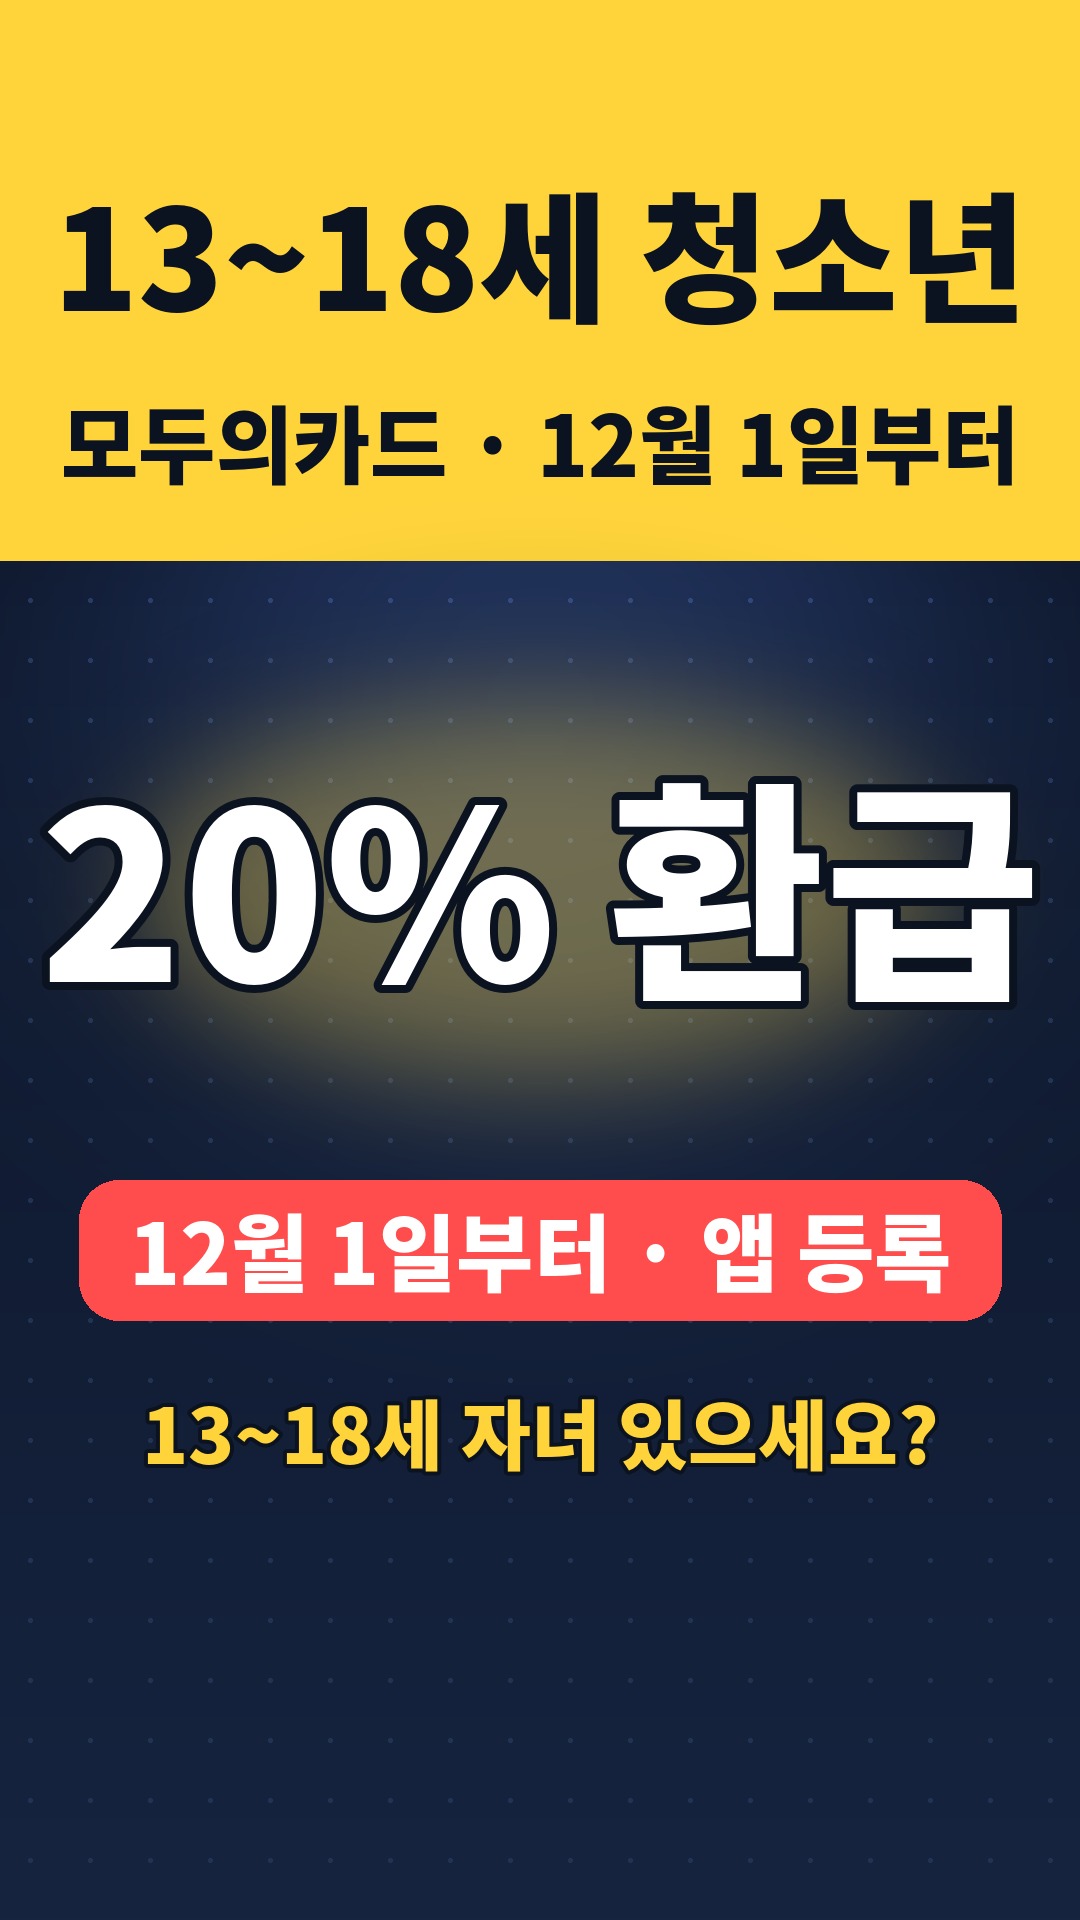 13~18세 청소년
모두의카드 · 12월 1일부터
20% 환급
12월 1일부터 · 앱 등록
13~18세 자녀 있으세요?